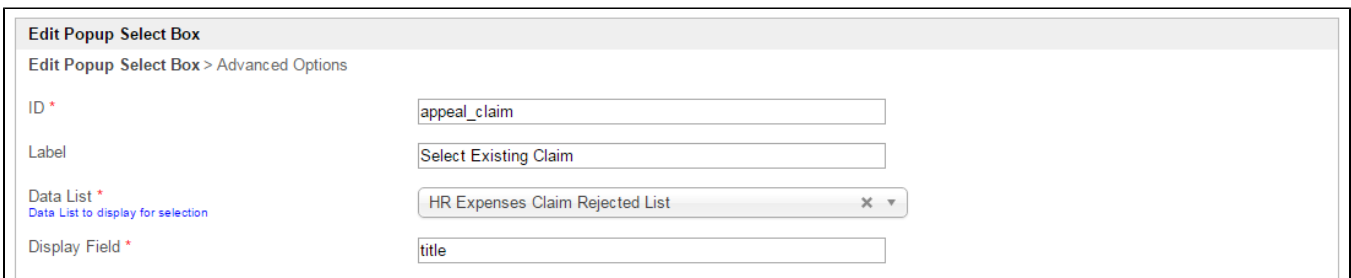 Edit Popup Select Box
Edit Popup Select Box > Advanced Options
ID *
appeal_claim
Label
Select Existing Claim
Data List *
Data List to display for selection
HR Expenses Claim Rejected List
Display Field *
title